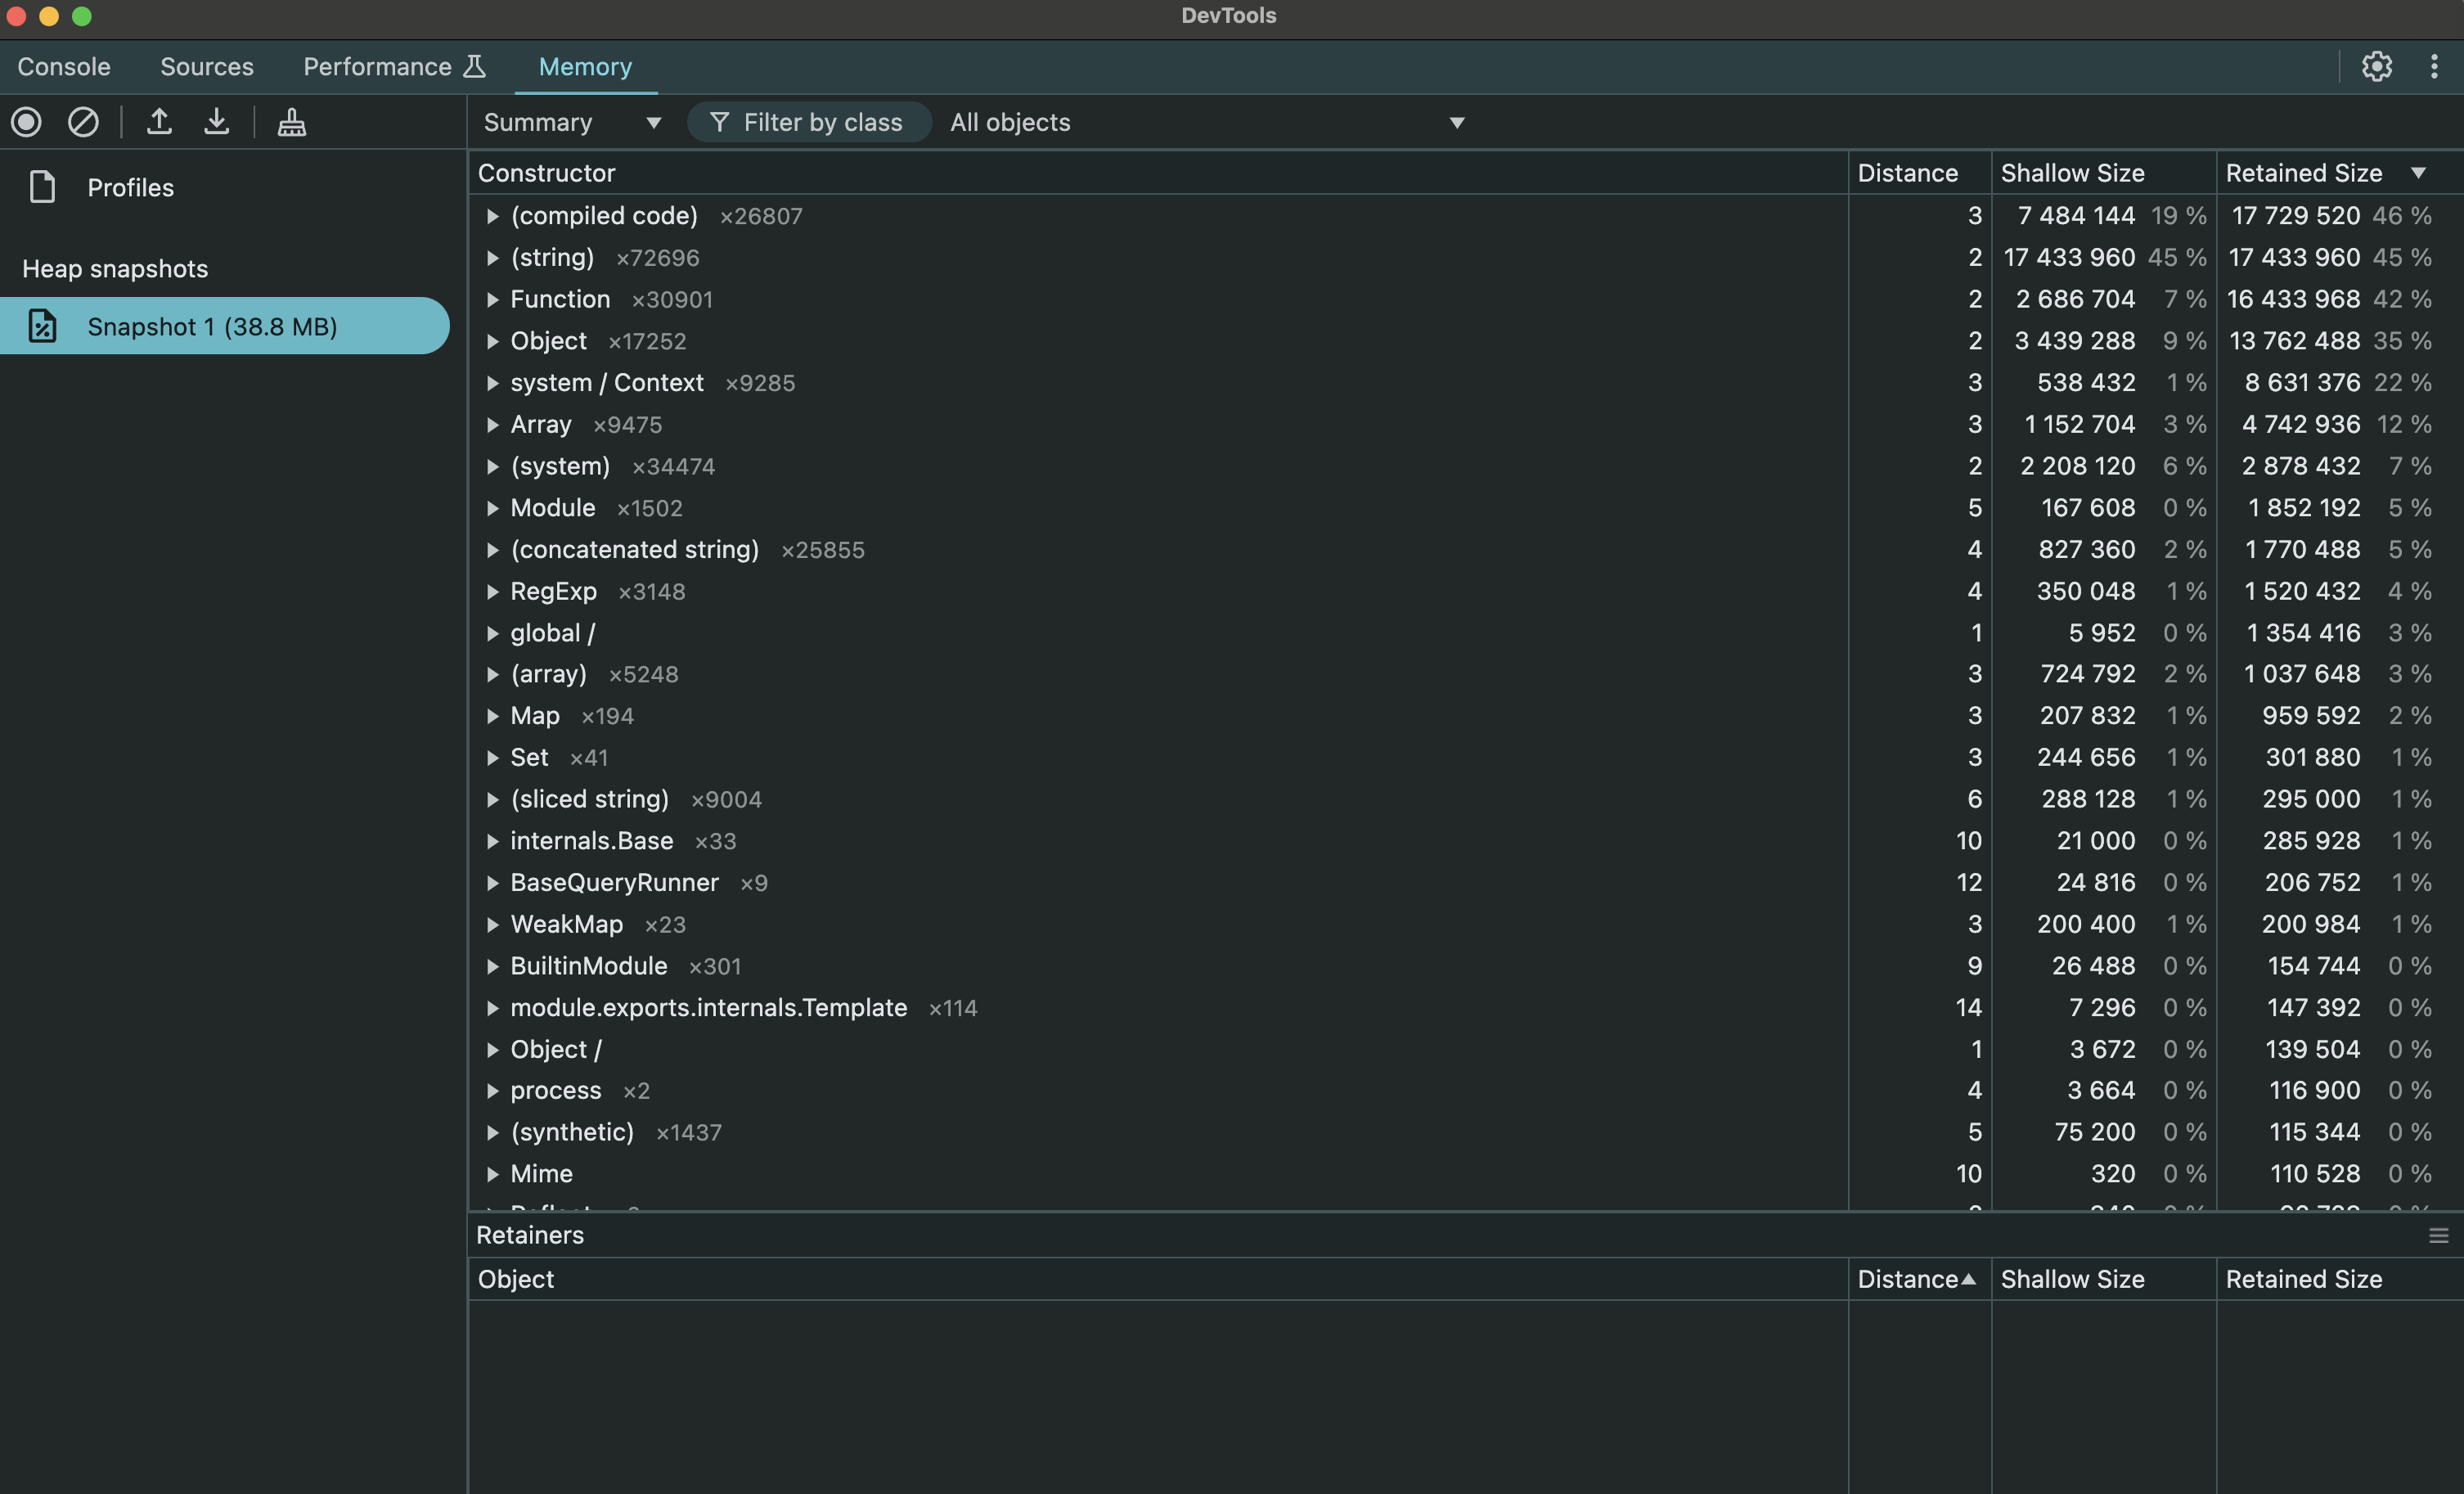 DevTools
Console Sources Performance Memory
Summary Filter by class All objects
Profiles
Heap snapshots
Snapshot 1 (38.8 MB)
Constructor Distance Shallow Size Retained Size
(compiled code) ×26807 3 7 484 144 19 % 17 729 520 46 %
(string) ×72696 2 17 433 960 45 % 17 433 960 45 %
Function ×30901 2 2 686 704 7 % 16 433 968 42 %
Object ×17252 2 3 439 288 9 % 13 762 488 35 %
system / Context ×9285 3 538 432 1 % 8 631 376 22 %
Array ×9475 3 1 152 704 3 % 4 742 936 12 %
(system) ×34474 2 2 208 120 6 % 2 878 432 7 %
Module ×1502 5 167 608 0 % 1 852 192 5 %
(concatenated string) ×25855 4 827 360 2 % 1 770 488 5 %
RegExp ×3148 4 350 048 1 % 1 520 432 4 %
global / 1 5 952 0 % 1 354 416 3 %
(array) ×5248 3 724 792 2 % 1 037 648 3 %
Map ×194 3 207 832 1 % 959 592 2 %
Set ×41 3 244 656 1 % 301 880 1 %
(sliced string) ×9004 6 288 128 1 % 295 000 1 %
internals.Base ×33 10 21 000 0 % 285 928 1 %
BaseQueryRunner ×9 12 24 816 0 % 206 752 1 %
WeakMap ×23 3 200 400 1 % 200 984 1 %
BuiltinModule ×301 9 26 488 0 % 154 744 0 %
module.exports.internals.Template ×114 14 7 296 0 % 147 392 0 %
Object / 1 3 672 0 % 139 504 0 %
process ×2 4 3 664 0 % 116 900 0 %
(synthetic) ×1437 5 75 200 0 % 115 344 0 %
Mime 10 320 0 % 110 528 0 %
Retainers
Object Distance Shallow Size Retained Size